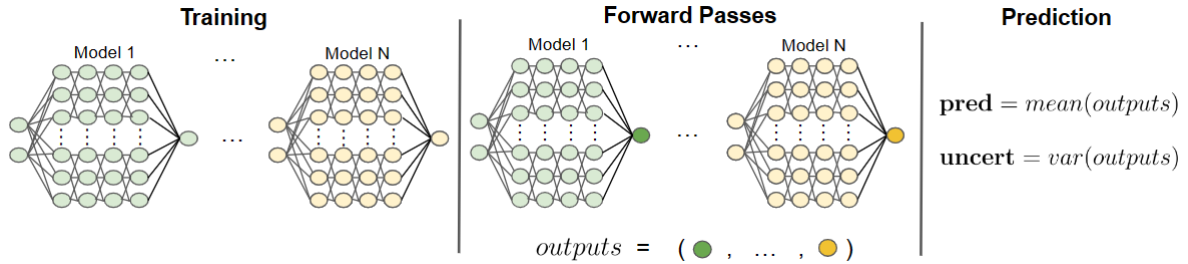 Training
Model 1
...
Model N
...
Forward Passes
Model 1
...
Model N
...
outputs = ( , ... , )
Prediction
pred = mean(outputs)
uncert = var(outputs)